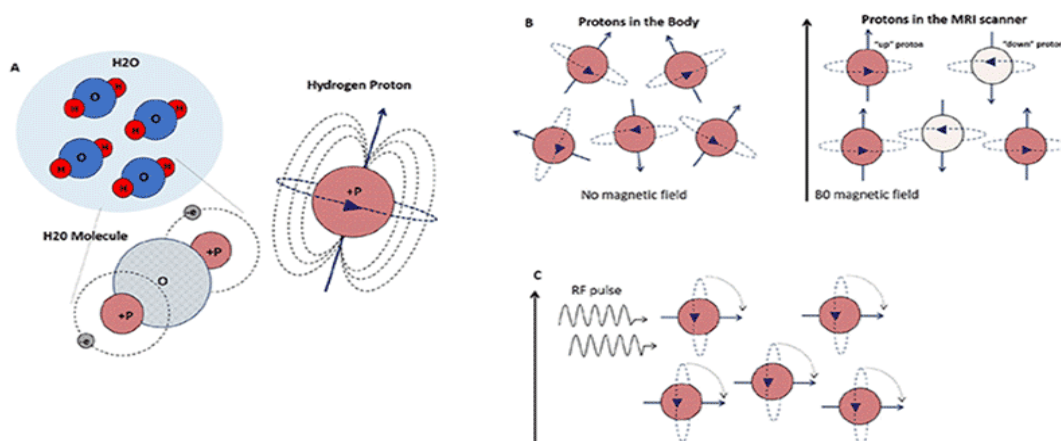 A
H2O
O
H
H
O
H
H
O
H
H
O
H
H
Hydrogen Proton
+P
H20 Molecule
+P
O
+P
B
Protons in the Body
No magnetic field
Protons in the MRI scanner
"up" proton
"down" proton
B0 magnetic field
C
RF pulse